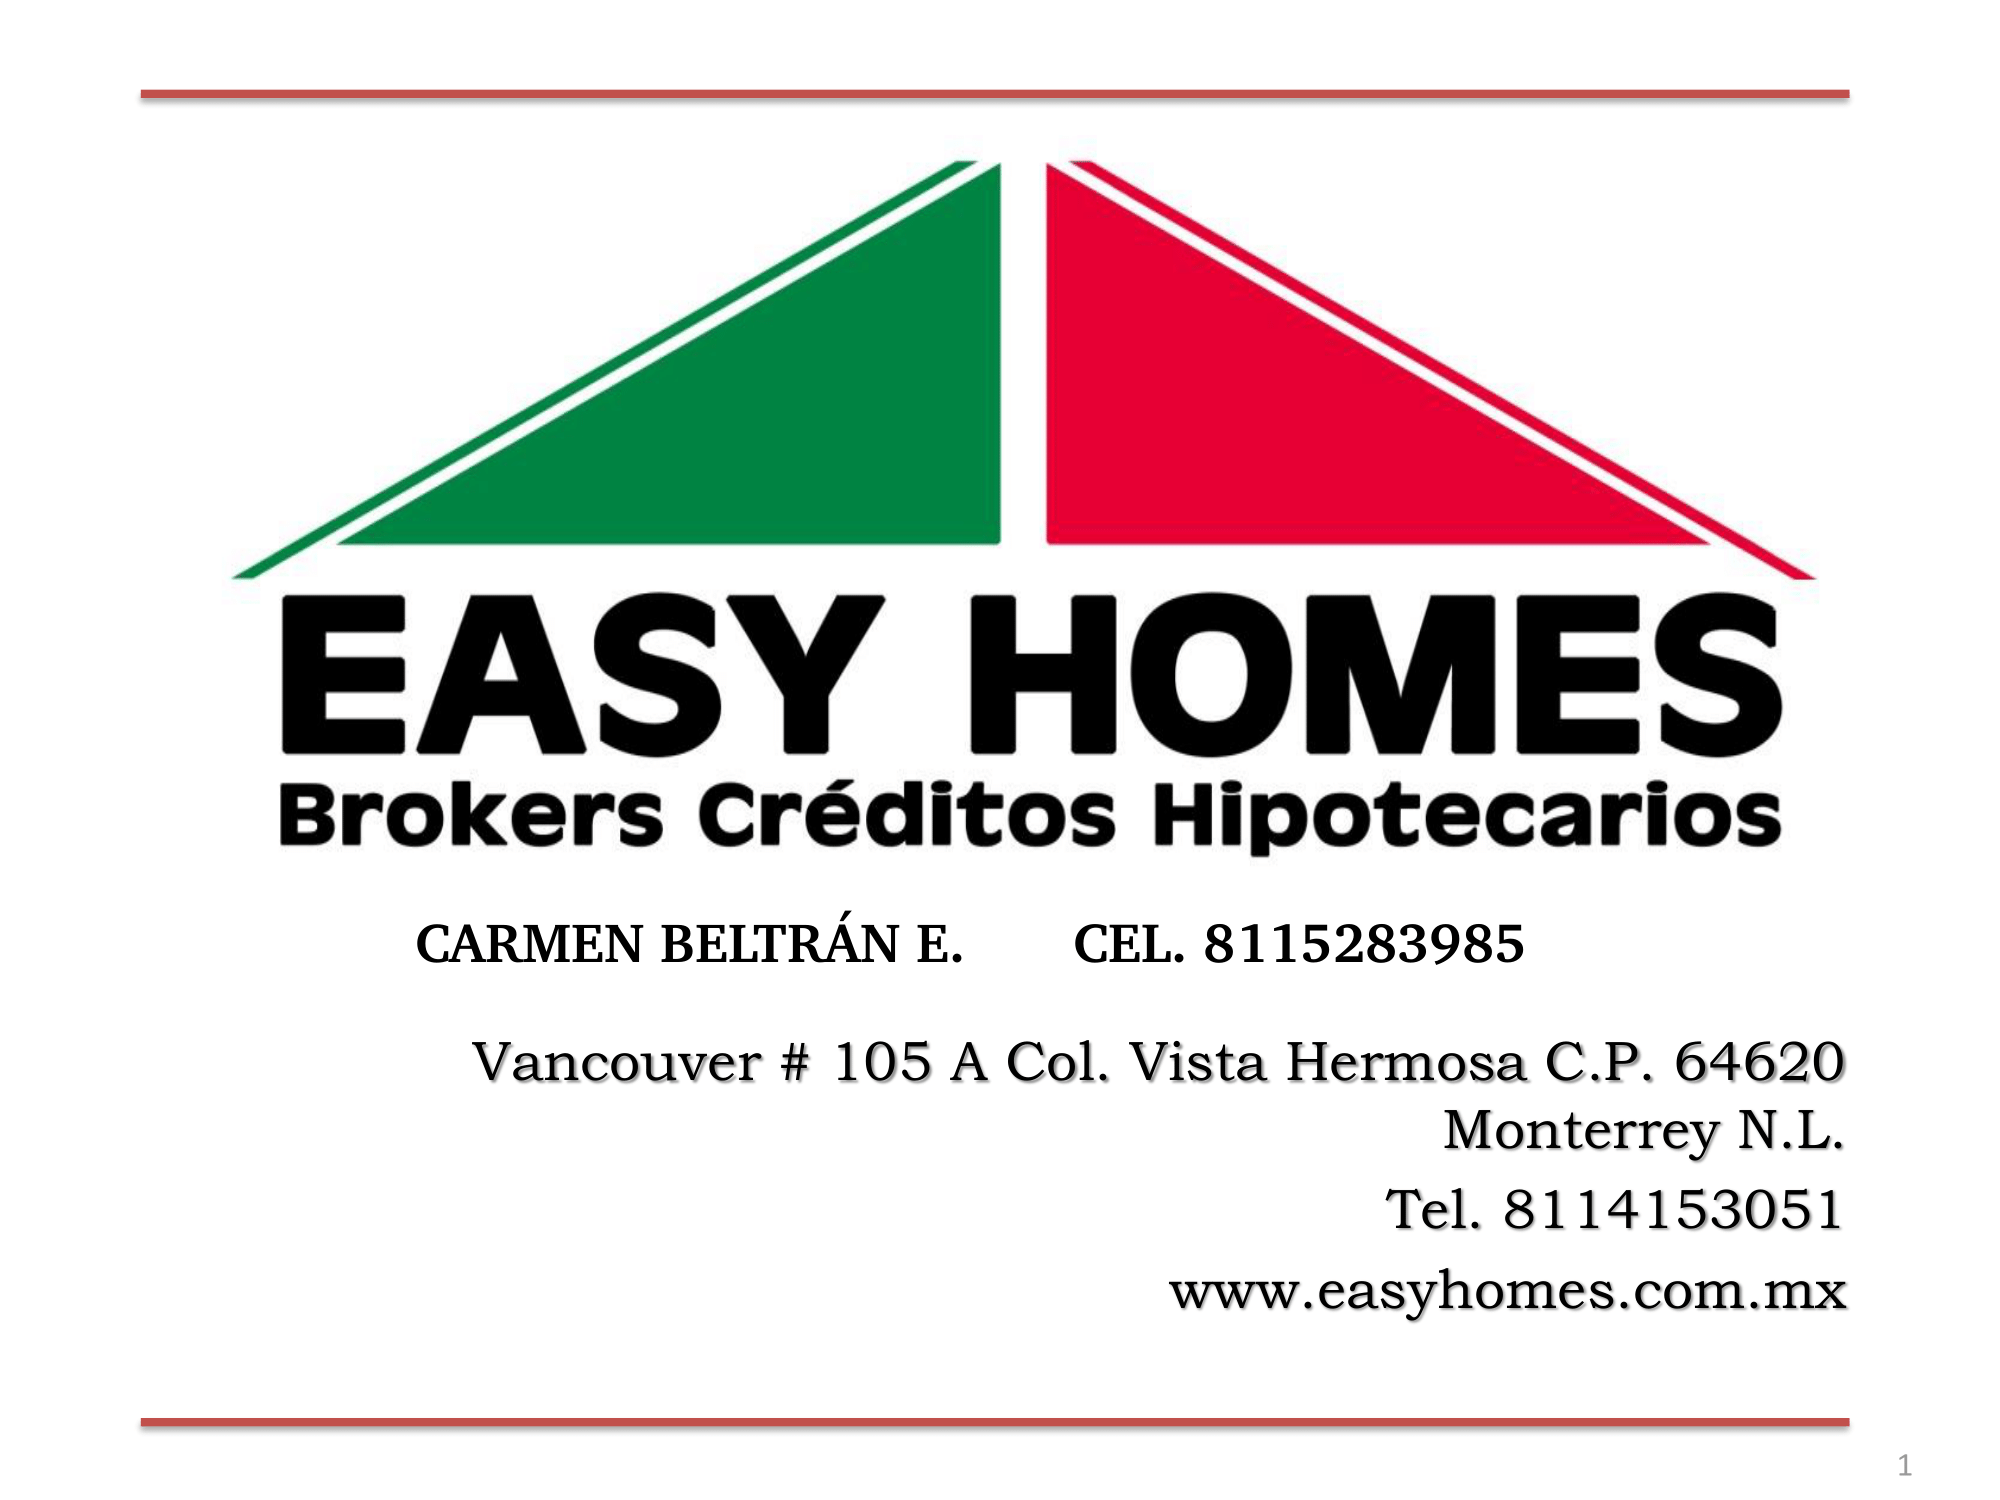 EASY HOMES
Brokers Créditos Hipotecarios
CARMEN BELTRÁN E. CEL. 8115283985
Vancouver # 105 A Col. Vista Hermosa C.P. 64620
Monterrey N.L.
Tel. 8114153051
www.easyhomes.com.mx
1